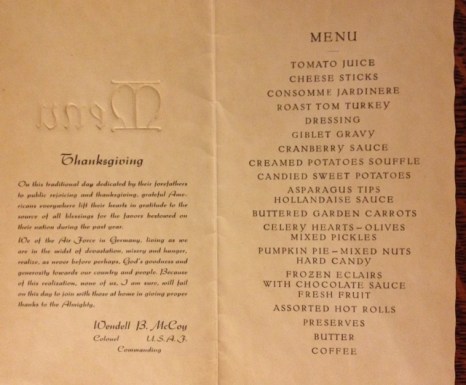 Menu
Thanksgiving
On this traditional day dedicated by their forefathers
to public rejoicing and thanksgiving, grateful Ame-
ricans everywhere lift their hearts in gratitude to the
source of all blessings for the favors bestowed on
their nation during the past year.
We of the Air Force in Germany, living as we
are in the midst of devastation, misery and hunger,
realize, as never before perhaps, God's goodness and
generosity towards our country and people. Because
of this realization, none of us, I am sure, will fail
on this day to join with those at home in giving proper
thanks to the Almighty.
Wendell B. McCoy
Colonel U.S.A.F.
Commanding
MENU
TOMATO JUICE
CHEESE STICKS
CONSOMME JARDINERE
ROAST TOM TURKEY
DRESSING
GIBLET GRAVY
CRANBERRY SAUCE
CREAMED POTATOES SOUFFLE
CANDIED SWEET POTATOES
ASPARAGUS TIPS
HOLLANDAISE SAUCE
BUTTERED GARDEN CARROTS
CELERY HEARTS – OLIVES
MIXED PICKLES
PUMPKIN PIE – MIXED NUTS
HARD CANDY
FROZEN ECLAIRS
WITH CHOCOLATE SAUCE
FRESH FRUIT
ASSORTED HOT ROLLS
PRESERVES
BUTTER
COFFEE